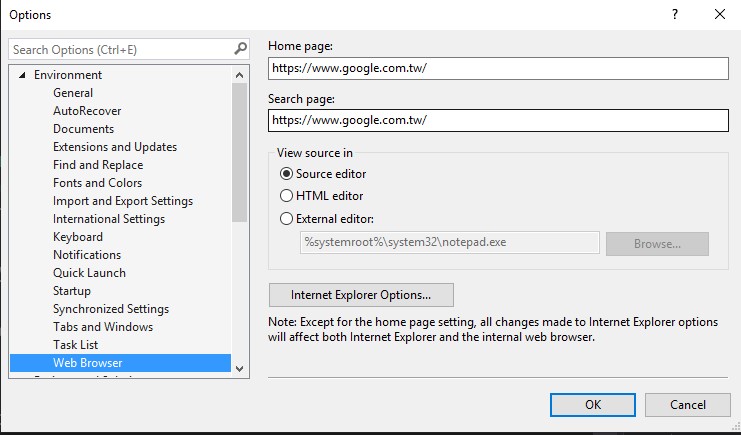 Options
Search Options (Ctrl+E)
Environment
General
AutoRecover
Documents
Extensions and Updates
Find and Replace
Fonts and Colors
Import and Export Settings
International Settings
Keyboard
Notifications
Quick Launch
Startup
Synchronized Settings
Tabs and Windows
Task List
Web Browser
Home page:
https://www.google.com.tw/
Search page:
https://www.google.com.tw/
View source in
Source editor
HTML editor
External editor:
%systemroot%\system32\notepad.exe
Browse...
Internet Explorer Options...
Note: Except for the home page setting, all changes made to Internet Explorer options
will affect both Internet Explorer and the internal web browser.
OK
Cancel